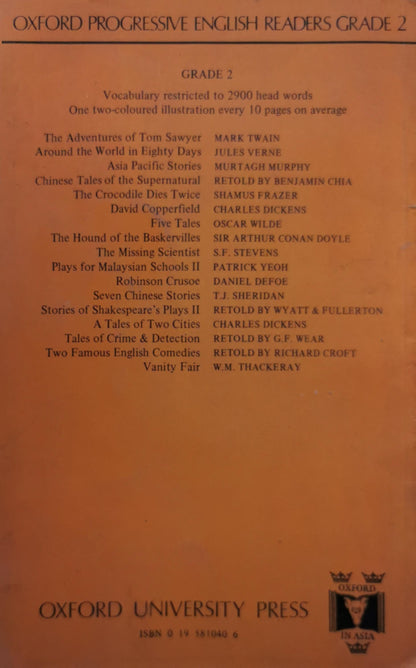 OXFORD PROGRESSIVE ENGLISH READERS GRADE 2
GRADE 2
Vocabulary restricted to 2900 head words
One two-coloured illustration every 10 pages on average
The Adventures of Tom Sawyer MARK TWAIN
Around the World in Eighty Days JULES VERNE
Asia Pacific Stories MURTAGH MURPHY
Chinese Tales of the Supernatural RETOLD BY BENJAMIN CHIA
The Crocodile Dies Twice SHAMUS FRAZER
David Copperfield CHARLES DICKENS
Five Tales OSCAR WILDE
The Hound of the Baskervilles SIR ARTHUR CONAN DOYLE
The Missing Scientist S.F. STEVENS
Plays for Malaysian Schools II PATRICK YEOH
Robinson Crusoe DANIEL DEFOE
Seven Chinese Stories T.J. SHERIDAN
Stories of Shakespeare's Plays II RETOLD BY WYATT & FULLERTON
A Tales of Two Cities CHARLES DICKENS
Tales of Crime & Detection RETOLD BY G.F. WEAR
Two Famous English Comedies RETOLD BY RICHARD CROFT
Vanity Fair W.M. THACKERAY
OXFORD UNIVERSITY PRESS
ISBN 0 19 581040 6
OXFORD
IN ASIA